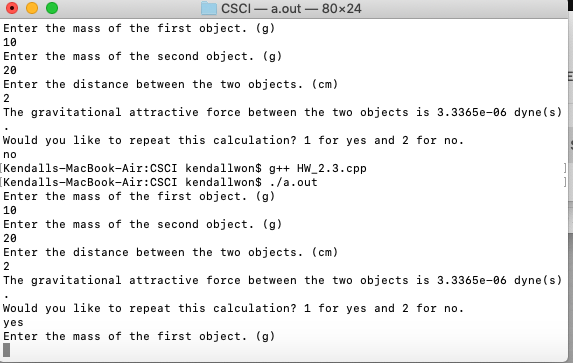 CSCI — a.out — 80×24
Enter the mass of the first object. (g)
10
Enter the mass of the second object. (g)
20
Enter the distance between the two objects. (cm)
2
The gravitational attractive force between the two objects is 3.3365e-06 dyne(s)
.
Would you like to repeat this calculation? 1 for yes and 2 for no.
no
[Kendalls-MacBook-Air:CSCI kendallwon$ g++ HW_2.3.cpp ]
[Kendalls-MacBook-Air:CSCI kendallwon$ ./a.out ]
Enter the mass of the first object. (g)
10
Enter the mass of the second object. (g)
20
Enter the distance between the two objects. (cm)
2
The gravitational attractive force between the two objects is 3.3365e-06 dyne(s)
.
Would you like to repeat this calculation? 1 for yes and 2 for no.
yes
Enter the mass of the first object. (g)